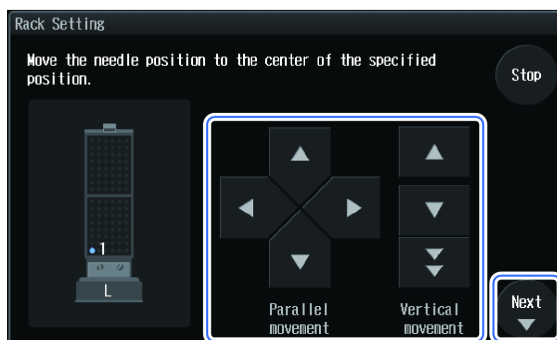 Rack Setting
Move the needle position to the center of the specified
position.
Stop
1
L
Parallel
movement
Vertical
movement
Next